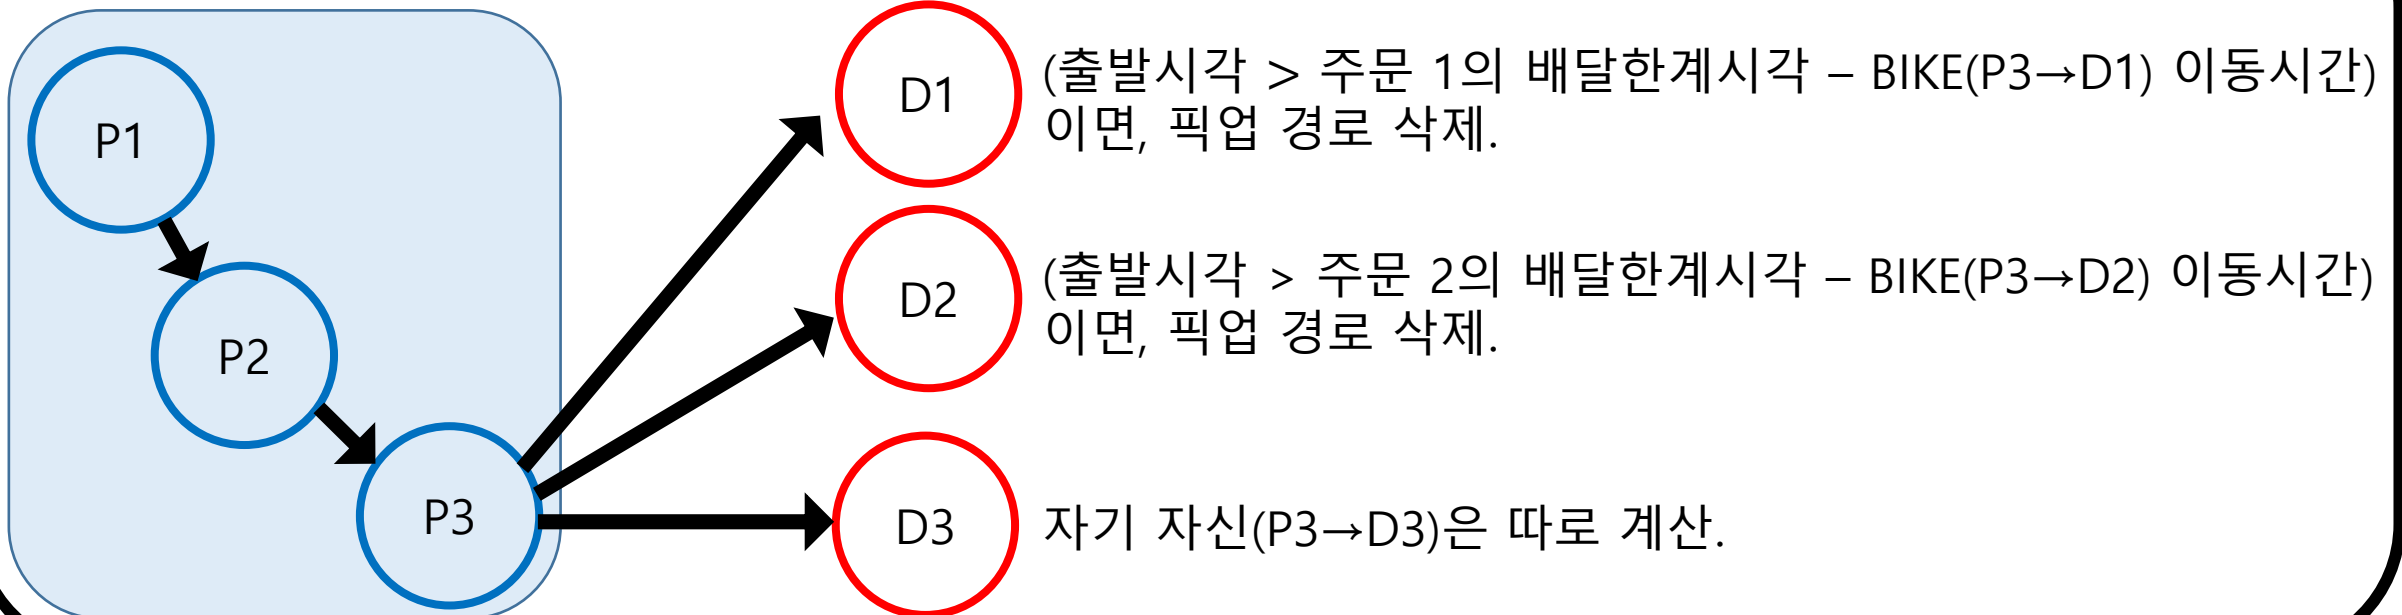 P1
P2
P3
D1
(출발시각 > 주문 1의 배달한계시각 – BIKE(P3→D1) 이동시간)
이면, 픽업 경로 삭제.
D2
(출발시각 > 주문 2의 배달한계시각 – BIKE(P3→D2) 이동시간)
이면, 픽업 경로 삭제.
D3
자기 자신(P3→D3)은 따로 계산.